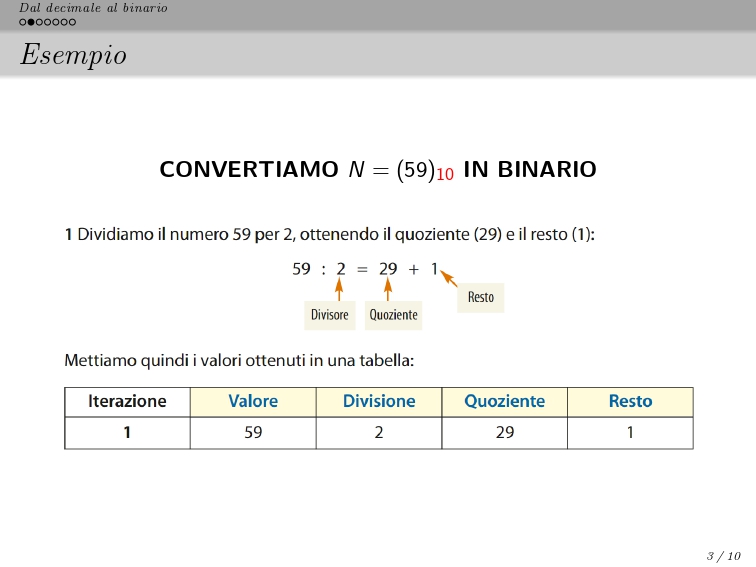 Dal decimale al binario
Esempio
CONVERTIAMO N = (59)10 IN BINARIO
1 Dividiamo il numero 59 per 2, ottenendo il quoziente (29) e il resto (1):
59 : 2 = 29 + 1
Resto
Divisore Quoziente
Mettiamo quindi i valori ottenuti in una tabella:
Iterazione Valore Divisione Quoziente Resto
1 59 2 29 1
3 / 10